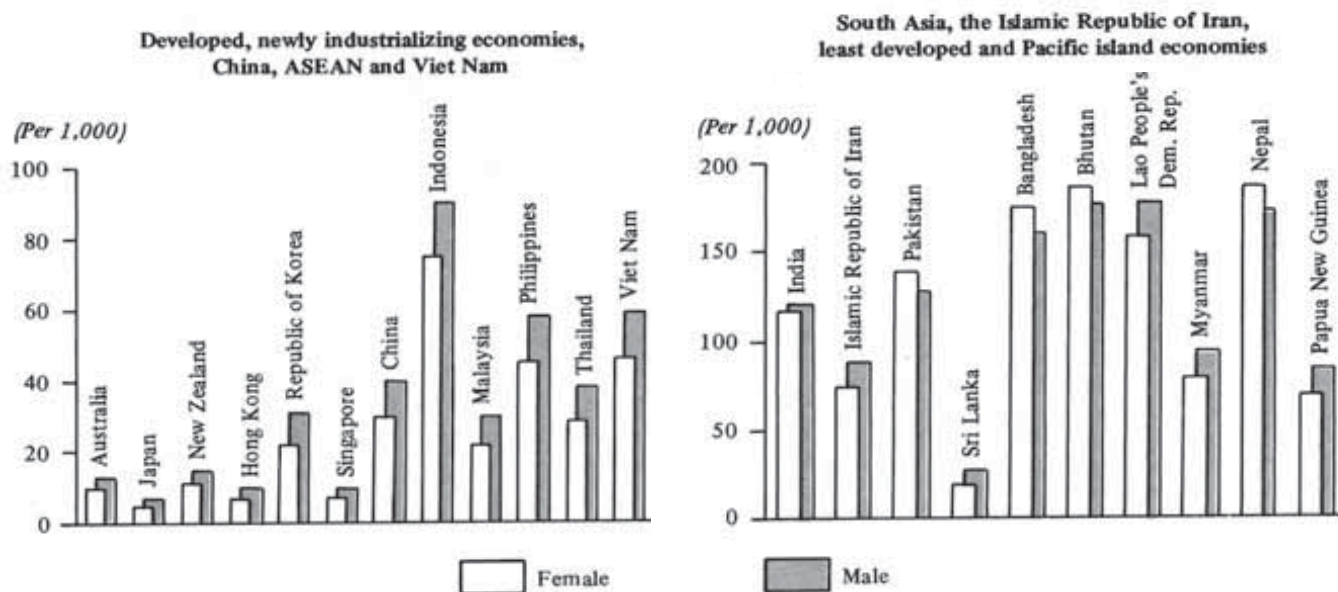 Developed, newly industrializing economies,
China, ASEAN and Viet Nam
(Per 1,000)
100
80
60
40
20
0
Australia
Japan
New Zealand
Hong Kong
Republic of Korea
Singapore
China
Indonesia
Malaysia
Philippines
Thailand
Viet Nam
South Asia, the Islamic Republic of Iran,
least developed and Pacific island economies
(Per 1,000)
200
150
100
50
0
India
Islamic Republic of Iran
Pakistan
Sri Lanka
Bangladesh
Bhutan
Lao People's
Dem. Rep.
Myanmar
Nepal
Papua New Guinea
Female
Male